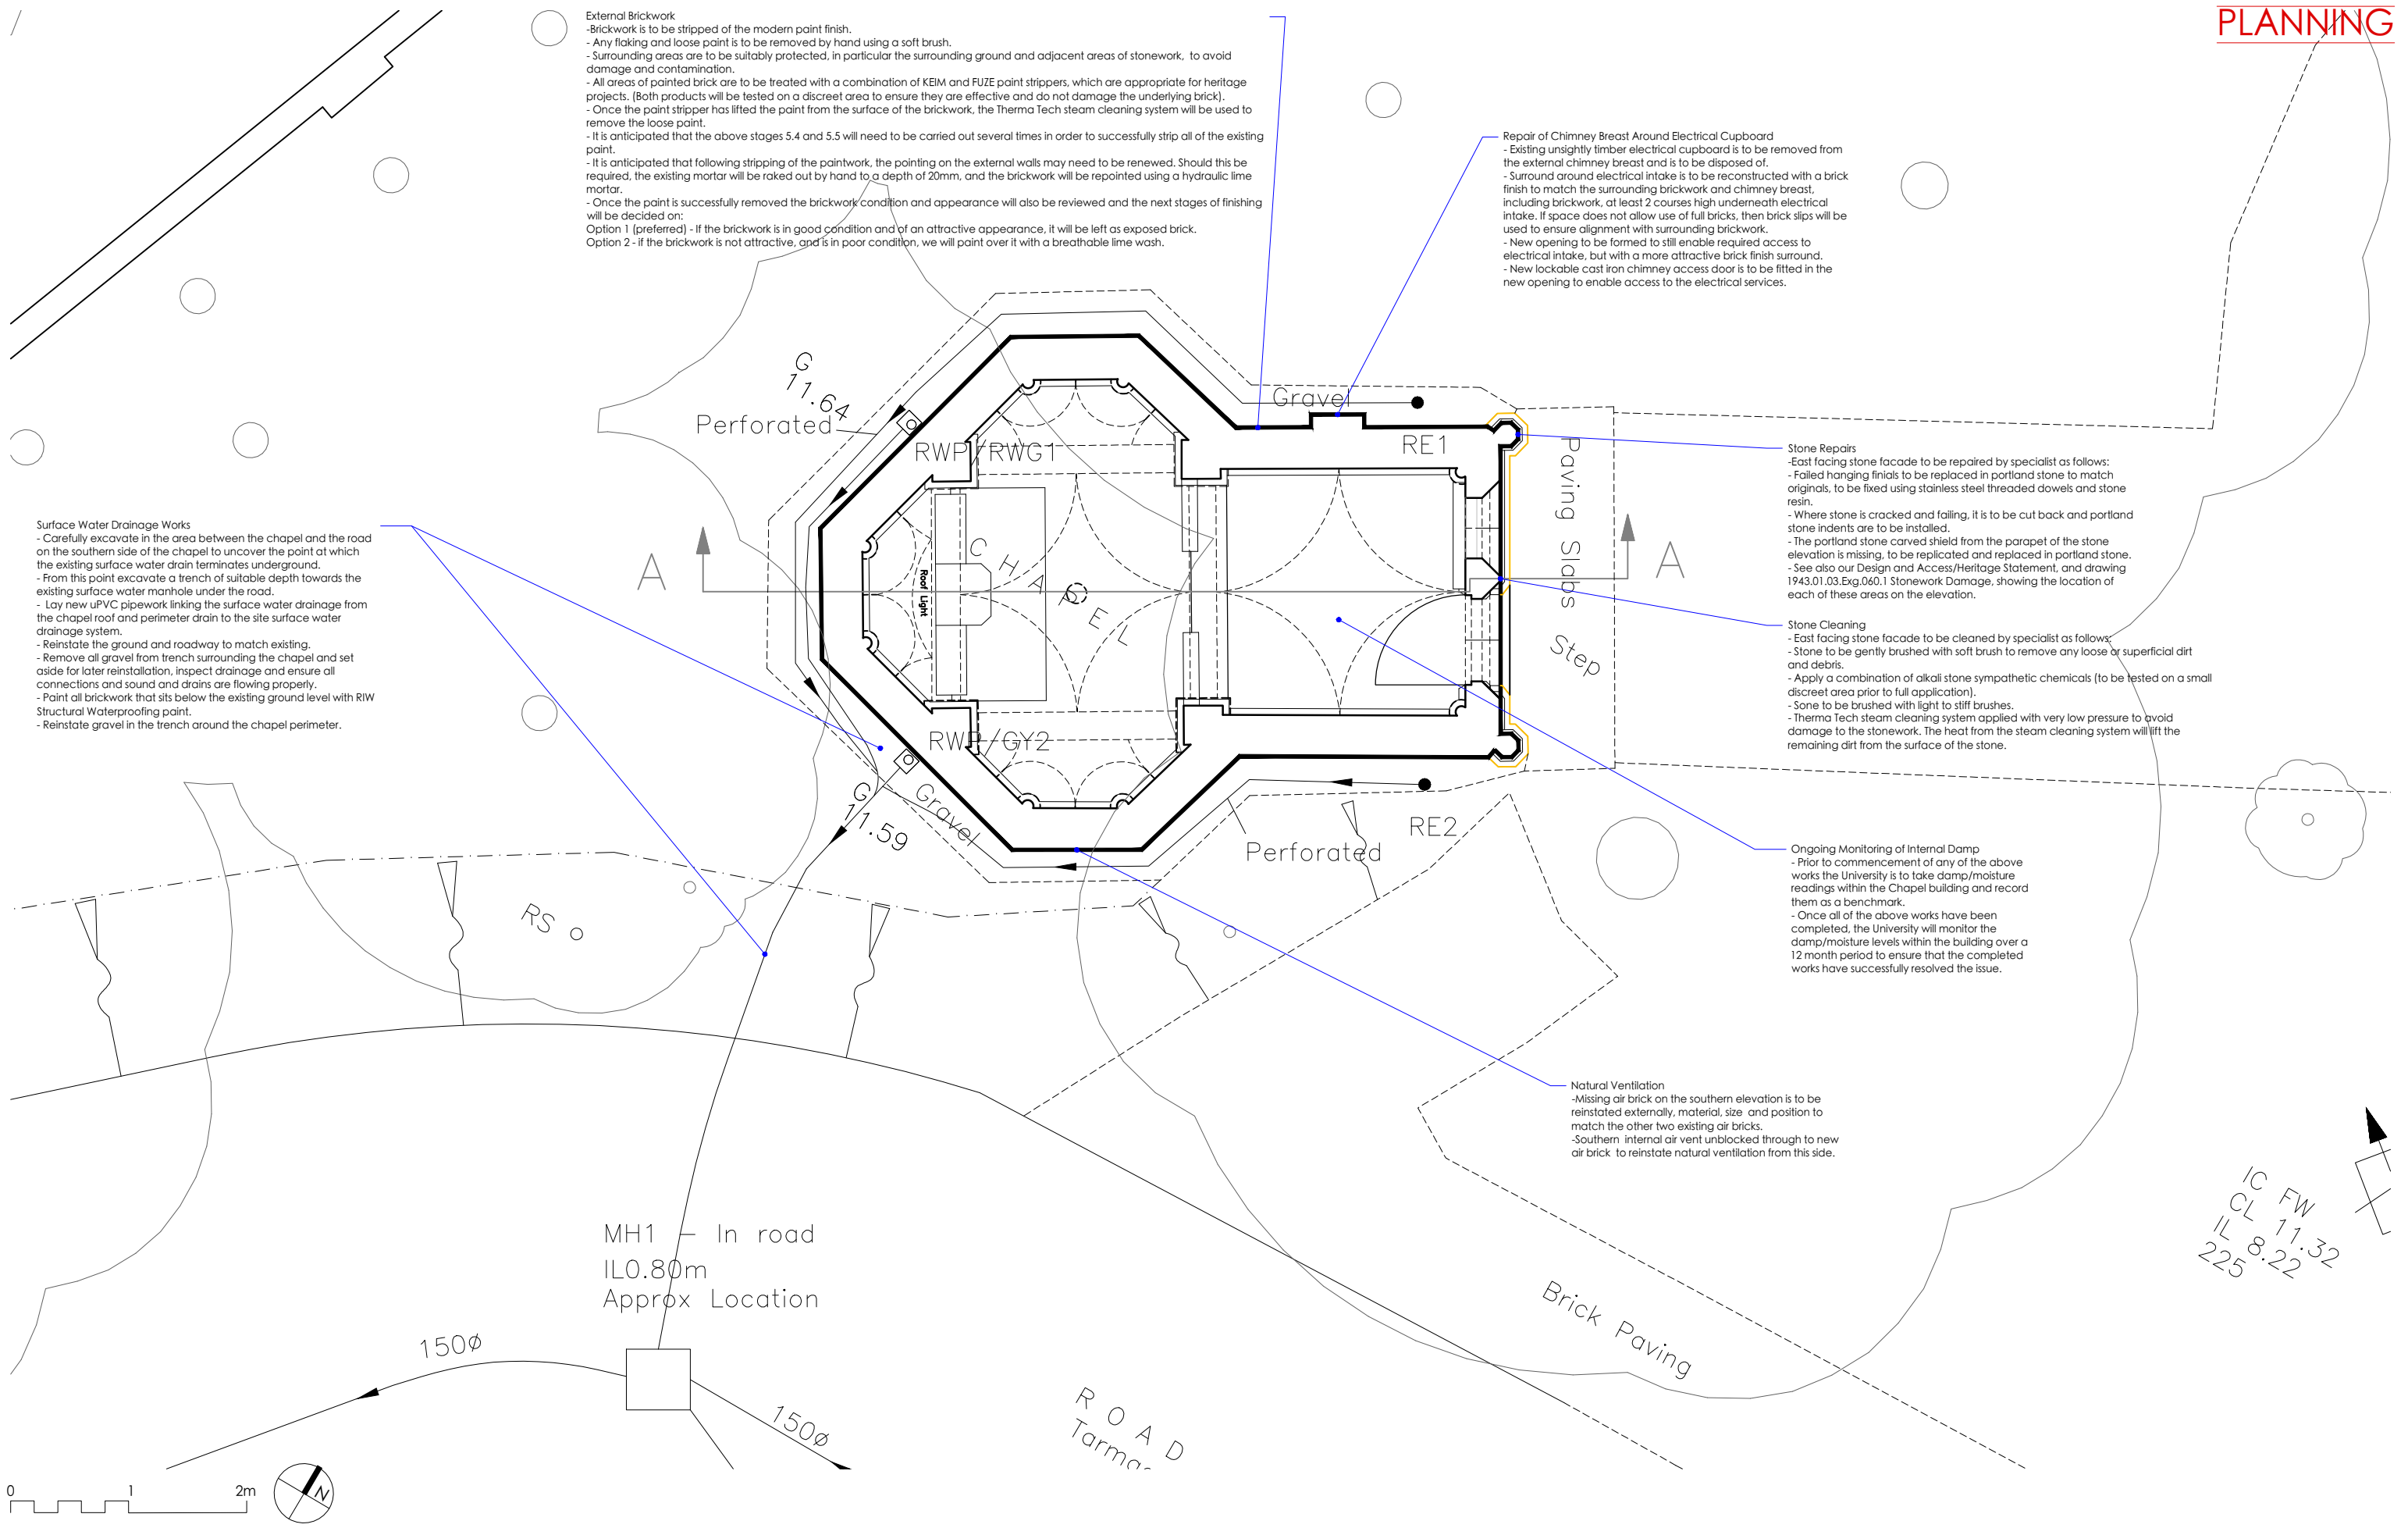 PLANNING
External Brickwork
-Brickwork is to be stripped of the modern paint finish.
- Any flaking and loose paint is to be removed by hand using a soft brush.
- Surrounding areas are to be suitably protected, in particular the surrounding ground and adjacent areas of stonework, to avoid
damage and contamination.
- All areas of painted brick are to be treated with a combination of KEIM and FUZE paint strippers, which are appropriate for heritage
projects. (Both products will be tested on a discreet area to ensure they are effective and do not damage the underlying brick).
- Once the paint stripper has lifted the paint from the surface of the brickwork, the Therma Tech steam cleaning system will be used to
remove the loose paint.
- It is anticipated that the above stages 5.4 and 5.5 will need to be carried out several times in order to successfully strip all of the existing
paint.
- It is anticipated that following stripping of the paintwork, the pointing on the external walls may need to be renewed. Should this be
required, the existing mortar will be raked out by hand to a depth of 20mm, and the brickwork will be repointed using a hydraulic lime
mortar.
- Once the paint is successfully removed the brickwork condition and appearance will also be reviewed and the next stages of finishing
will be decided on:
Option 1 (preferred) - If the brickwork is in good condition and of an attractive appearance, it will be left as exposed brick.
Option 2 - if the brickwork is not attractive, and is in poor condition, we will paint over it with a breathable lime wash.
Repair of Chimney Breast Around Electrical Cupboard
- Existing unsightly timber electrical cupboard is to be removed from
the external chimney breast and is to be disposed of.
- Surround around electrical intake is to be reconstructed with a brick
finish to match the surrounding brickwork and chimney breast,
including brickwork, at least 2 courses high underneath electrical
intake. If space does not allow use of full bricks, then brick slips will be
used to ensure alignment with surrounding brickwork.
- New opening to be formed to still enable required access to
electrical intake, but with a more attractive brick finish surround.
- New lockable cast iron chimney access door is to be fitted in the
new opening to enable access to the electrical services.
G
11.64
Perforated
Gravel
RWP/RWG1
RE1
Paving Slabs
Step
Stone Repairs
-East facing stone facade to be repaired by specialist as follows:
- Failed hanging finials to be replaced in portland stone to match
originals, to be fixed using stainless steel threaded dowels and stone
resin.
- Where stone is cracked and failing, it is to be cut back and portland
stone indents are to be installed.
- The portland stone carved shield from the parapet of the stone
elevation is missing, to be replicated and replaced in portland stone.
- See also our Design and Access/Heritage Statement, and drawing
1943.01.03.Exg.060.1 Stonework Damage, showing the location of
each of these areas on the elevation.
Surface Water Drainage Works
- Carefully excavate in the area between the chapel and the road
on the southern side of the chapel to uncover the point at which
the existing surface water drain terminates underground.
- From this point excavate a trench of suitable depth towards the
existing surface water manhole under the road.
- Lay new uPVC pipework linking the surface water drainage from
the chapel roof and perimeter drain to the site surface water
drainage system.
- Reinstate the ground and roadway to match existing.
- Remove all gravel from trench surrounding the chapel and set
aside for later reinstallation, inspect drainage and ensure all
connections and sound and drains are flowing properly.
- Paint all brickwork that sits below the existing ground level with RIW
Structural Waterproofing paint.
- Reinstate gravel in the trench around the chapel perimeter.
A
A
CHAPEL
Roof Light
Stone Cleaning
- East facing stone facade to be cleaned by specialist as follows:
- Stone to be gently brushed with soft brush to remove any loose or superficial dirt
and debris.
- Apply a combination of alkali stone sympathetic chemicals (to be tested on a small
discreet area prior to full application).
- Sone to be brushed with light to stiff brushes.
- Therma Tech steam cleaning system applied with very low pressure to avoid
damage to the stonework. The heat from the steam cleaning system will lift the
remaining dirt from the surface of the stone.
RWP/GY2
G
11.59
Gravel
RE2
Perforated
Ongoing Monitoring of Internal Damp
- Prior to commencement of any of the above
works the University is to take damp/moisture
readings within the Chapel building and record
them as a benchmark.
- Once all of the above works have been
completed, the University will monitor the
damp/moisture levels within the building over a
12 month period to ensure that the completed
works have successfully resolved the issue.
RS
Natural Ventilation
-Missing air brick on the southern elevation is to be
reinstated externally, material, size and position to
match the other two existing air bricks.
-Southern internal air vent unblocked through to new
air brick to reinstate natural ventilation from this side.
IC FW
CL 11.32
IL 8.22
225
MH1 - In road
IL0.80m
Approx Location
Brick Paving
150ø
150ø
ROAD
0 1 2m
N